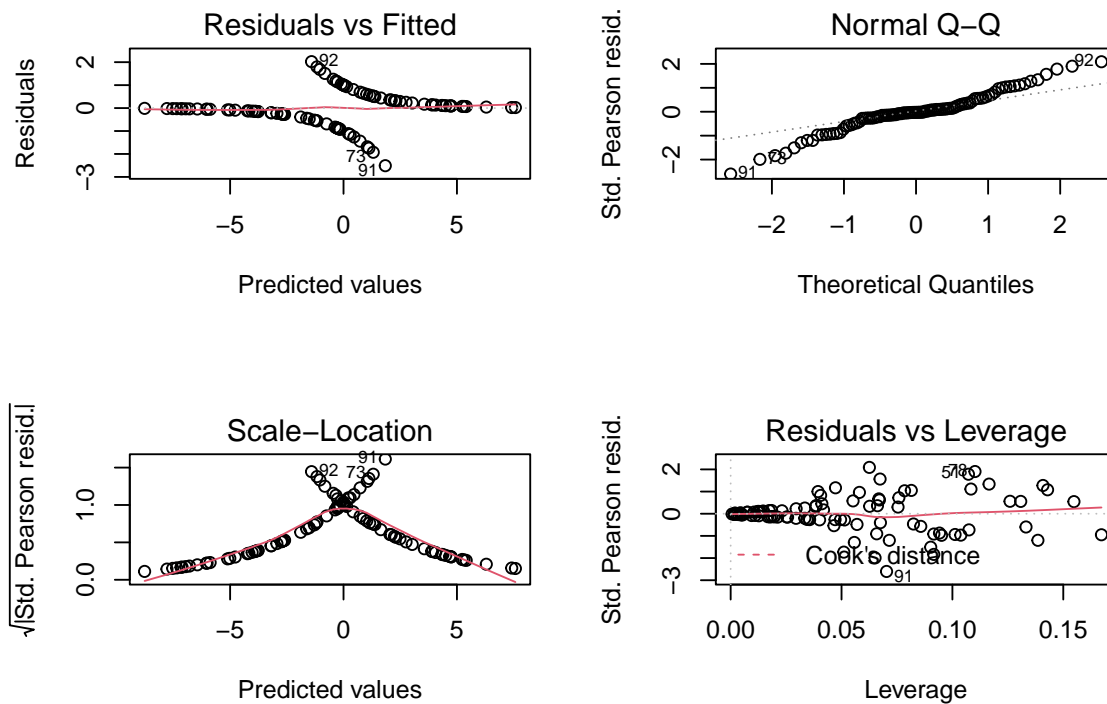 Residuals vs Fitted
Residuals
2
0
−3
92
73
91
−5
0
5
Predicted values
Normal Q−Q
Std. Pearson resid.
2
0
−2
92
73
91
−2
−1
0
1
2
Theoretical Quantiles
Scale−Location
√|Std. Pearson resid.|
1.0
0.0
92
73
91
−5
0
5
Predicted values
Residuals vs Leverage
Std. Pearson resid.
2
0
−3
51
78
Cook's distance
91
0.00
0.05
0.10
0.15
Leverage